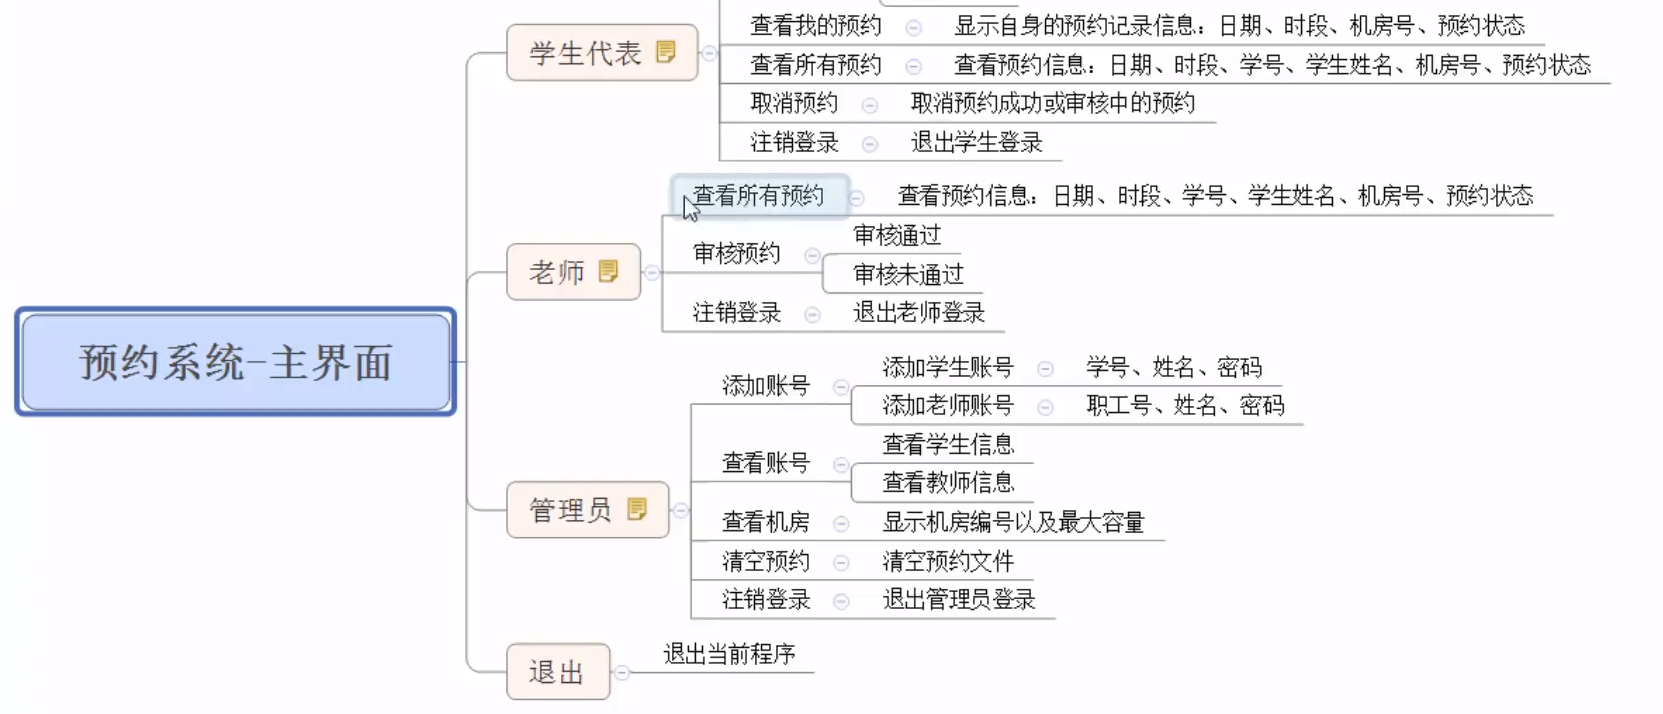 预约系统-主界面
学生代表
查看我的预约 显示自身的预约记录信息：日期、时段、机房号、预约状态
查看所有预约 查看预约信息：日期、时段、学号、学生姓名、机房号、预约状态
取消预约 取消预约成功或审核中的预约
注销登录 退出学生登录
老师
查看所有预约 查看预约信息：日期、时段、学号、学生姓名、机房号、预约状态
审核预约
审核通过
审核未通过
注销登录 退出老师登录
管理员
添加账号
添加学生账号 学号、姓名、密码
添加老师账号 职工号、姓名、密码
查看账号
查看学生信息
查看教师信息
查看机房 显示机房编号以及最大容量
清空预约 清空预约文件
注销登录 退出管理员登录
退出
退出当前程序